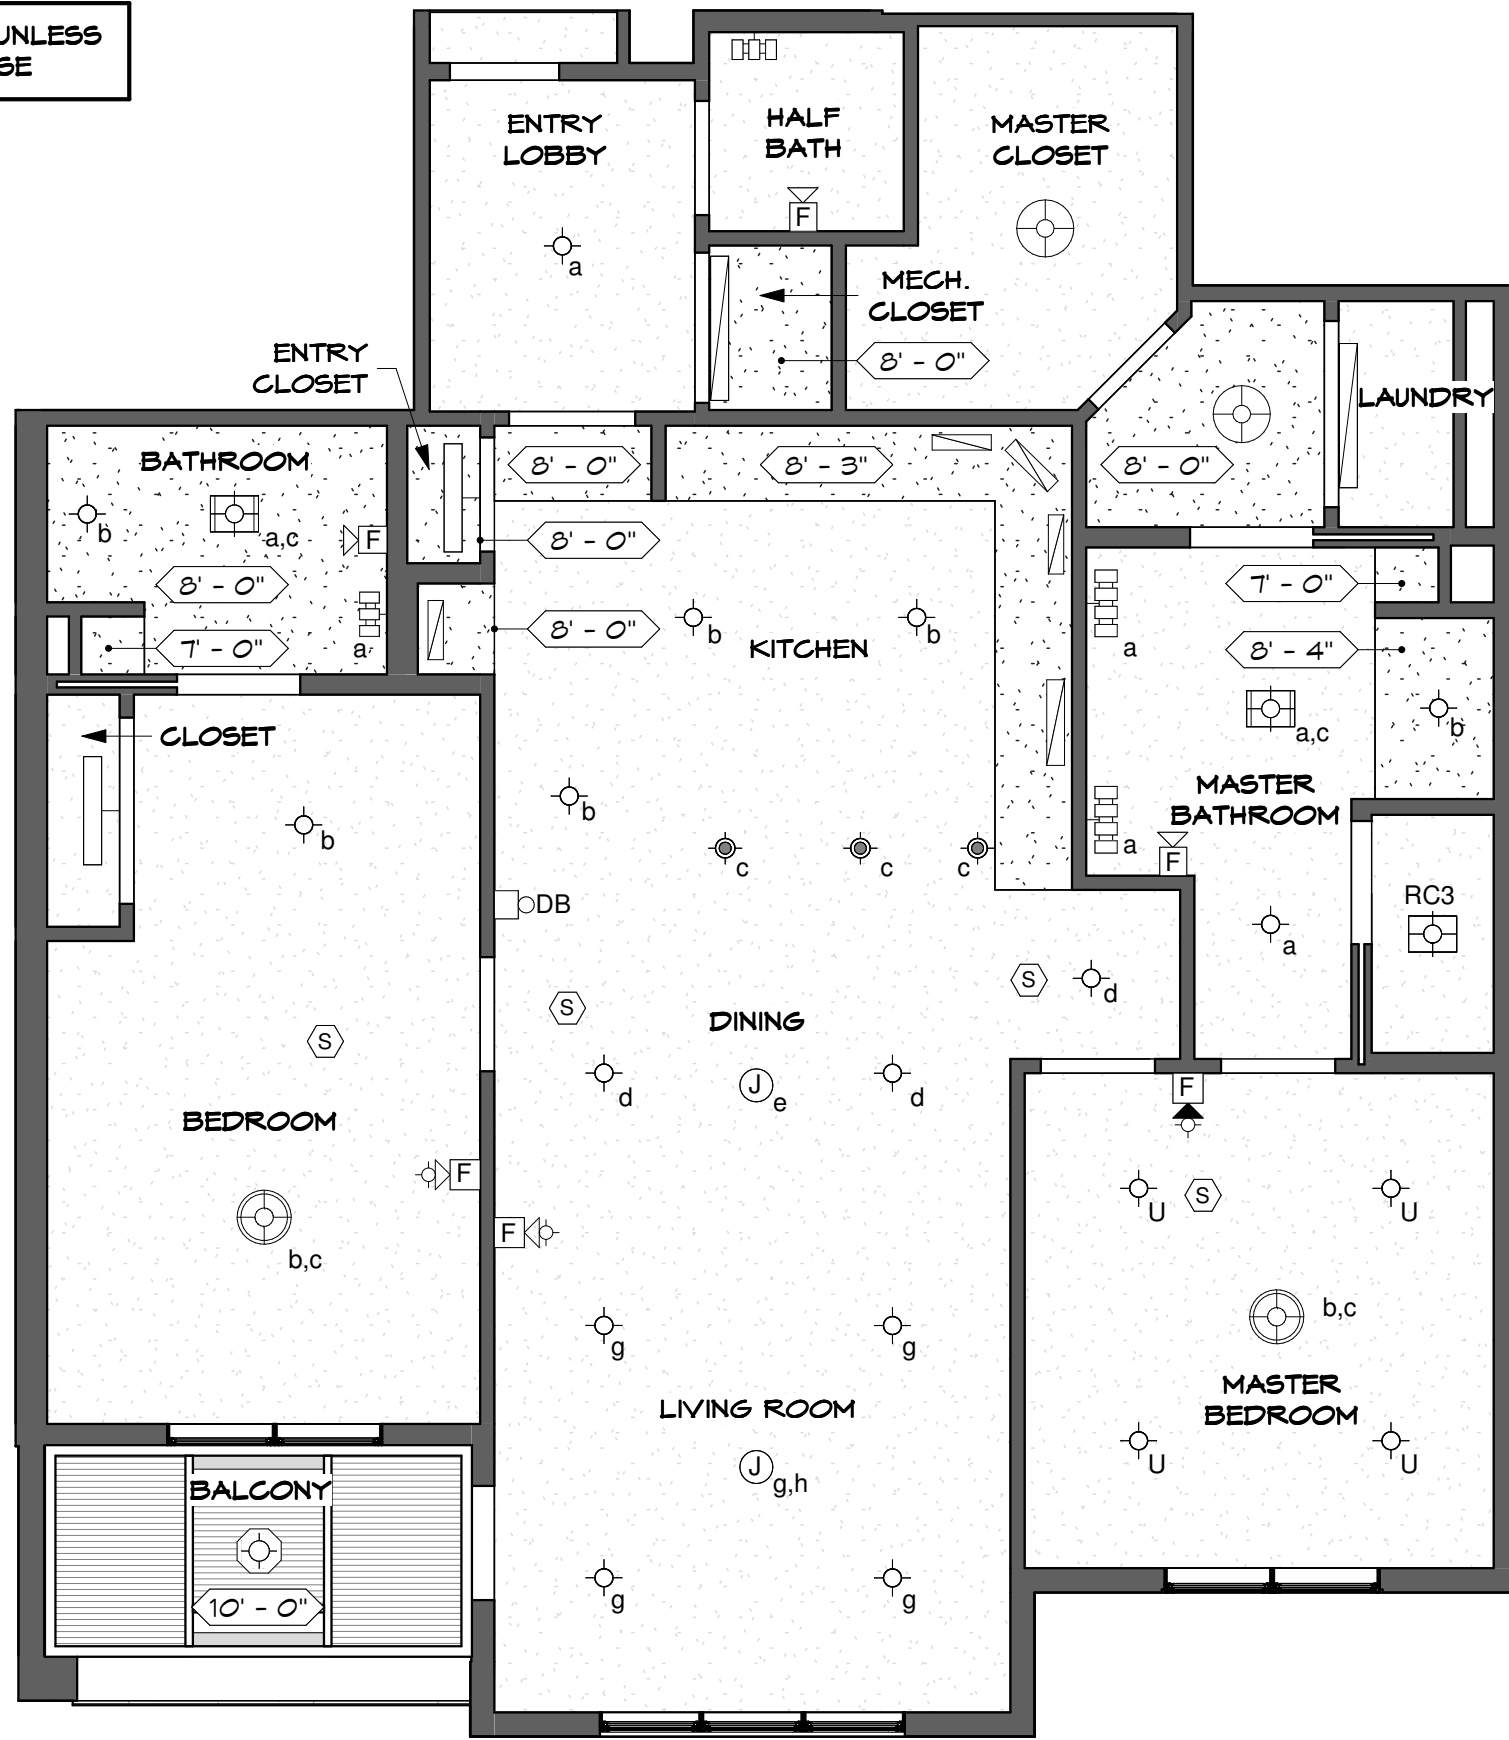 UNLESS
SE
ENTRY
LOBBY
a
HALF
BATH
F
MASTER
CLOSET
MECH.
CLOSET
8' - 0"
ENTRY
CLOSET
LAUNDRY
8' - 0"
BATHROOM
b
a,c
F
8' - 0"
7' - 0"
a
8' - 0"
8' - 3"
8' - 0"
8' - 0"
b
b
KITCHEN
7' - 0"
8' - 4"
a
a,c
b
MASTER
BATHROOM
a
F
a
RC3
CLOSET
b
b
c
c
c
DB
S
S
d
DINING
S
d
J
e
d
BEDROOM
F
b,c
F
F
U
S
U
b,c
MASTER
BEDROOM
U
U
g
g
LIVING ROOM
J
g,h
g
g
BALCONY
10' - 0"